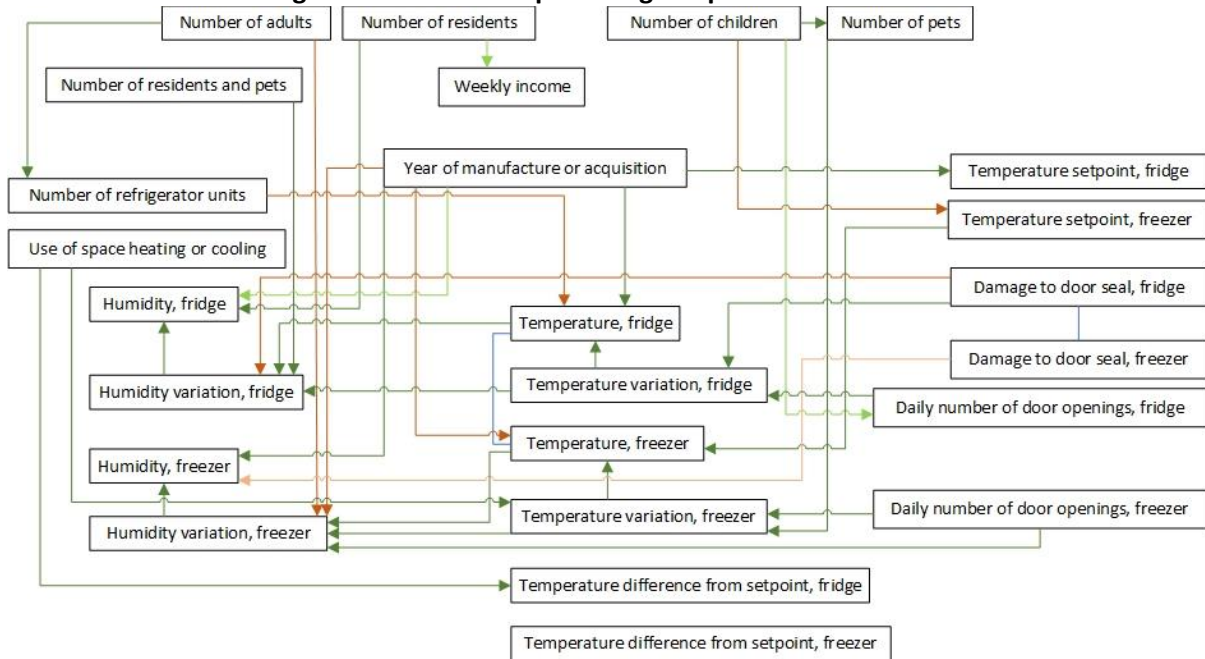 Number of adults
Number of residents
Number of children
Number of pets
Number of residents and pets
Weekly income
Year of manufacture or acquisition
Temperature setpoint, fridge
Number of refrigerator units
Temperature setpoint, freezer
Use of space heating or cooling
Damage to door seal, fridge
Humidity, fridge
Temperature, fridge
Damage to door seal, freezer
Humidity variation, fridge
Temperature variation, fridge
Daily number of door openings, fridge
Temperature, freezer
Humidity, freezer
Temperature variation, freezer
Daily number of door openings, freezer
Humidity variation, freezer
Temperature difference from setpoint, fridge
Temperature difference from setpoint, freezer